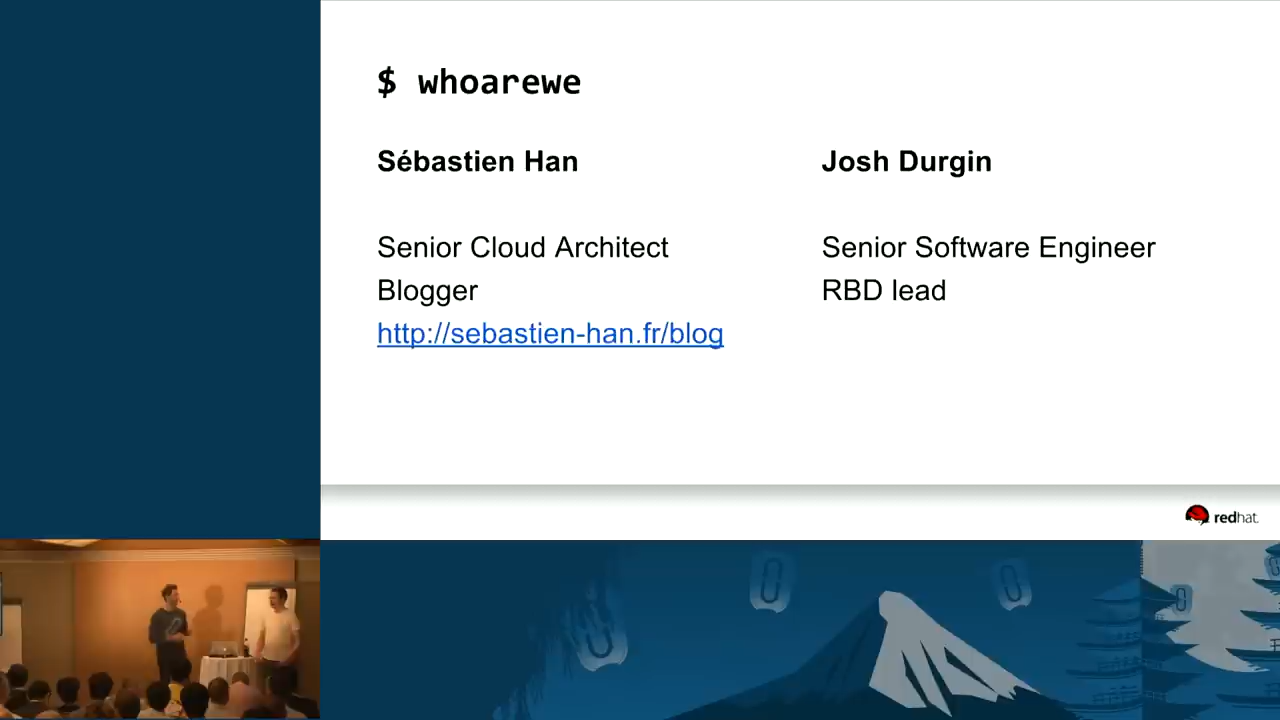 $ whoarewe
Sébastien Han
Senior Cloud Architect
Blogger
http://sebastien-han.fr/blog
Josh Durgin
Senior Software Engineer
RBD lead
redhat.